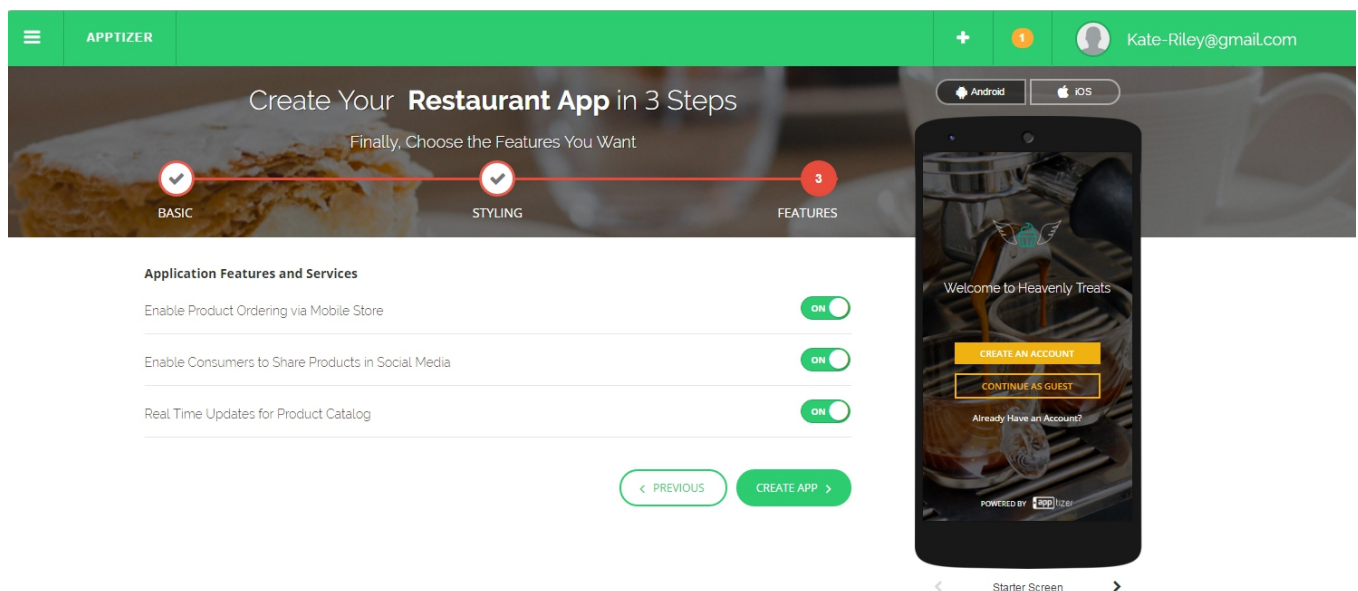 APPTIZER
1
Kate-Riley@gmail.com
Create Your Restaurant App in 3 Steps
Finally, Choose the Features You Want
3
BASIC
STYLING
FEATURES
Application Features and Services
Enable Product Ordering via Mobile Store
ON
Enable Consumers to Share Products in Social Media
ON
Real Time Updates for Product Catalog
ON
PREVIOUS
CREATE APP
Android
iOS
Welcome to Heavenly Treats
CREATE AN ACCOUNT
CONTINUE AS GUEST
Already Have an Account?
POWERED BY apptizer
Starter Screen